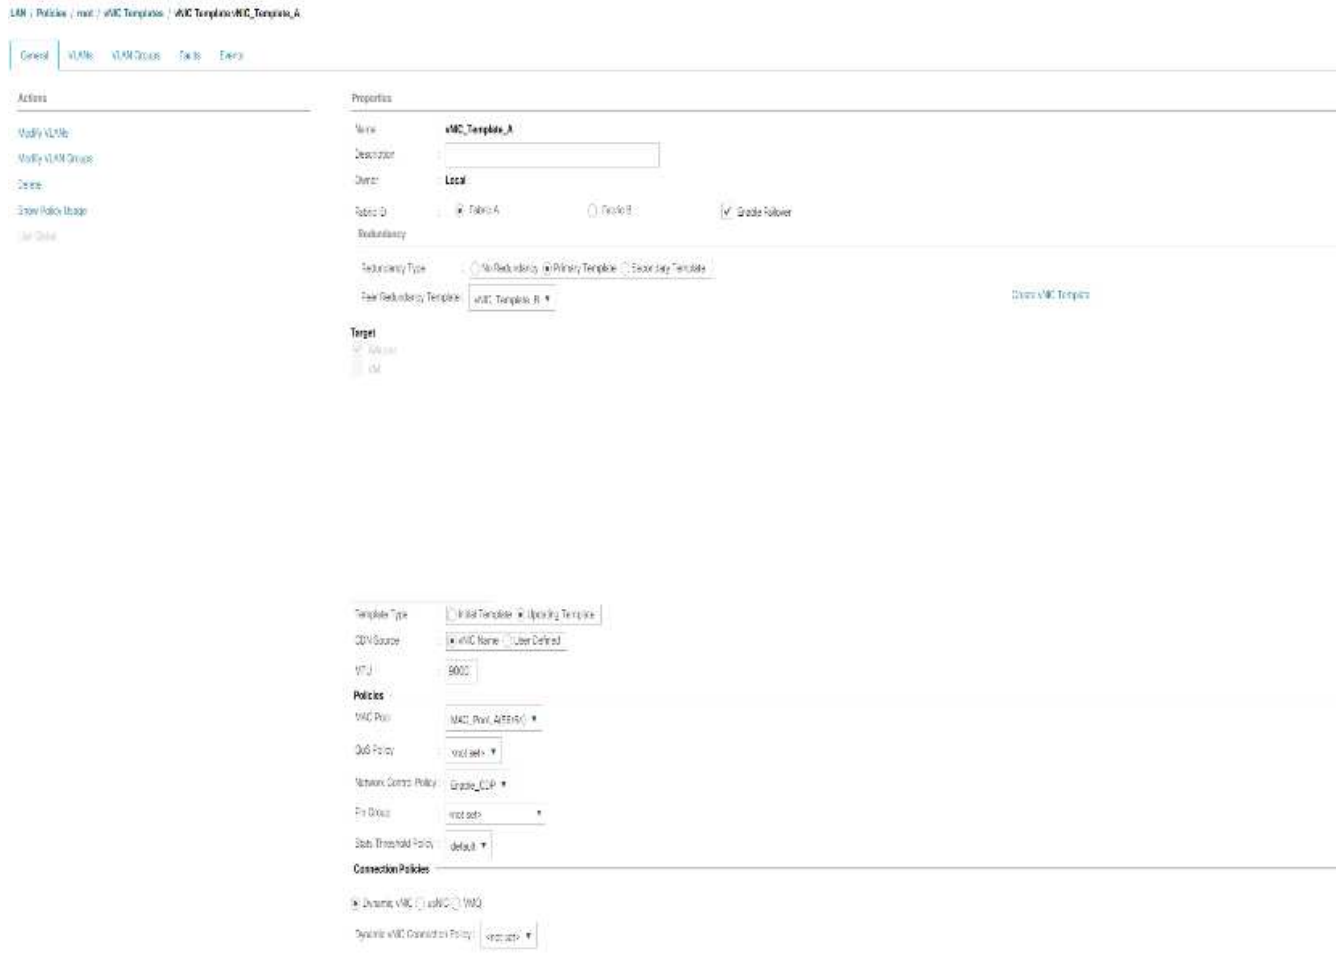 LAN / Policies / root / vNIC Templates / vNIC Template vNIC_Template_A
General VLANs VLAN Groups Faults Events
Actions
Modify VLANs
Modify VLAN Groups
Delete
Show Policy Usage
Use Global
Properties
Name : vNIC_Template_A
Description :
Owner : Local
Fabric ID : Fabric A Fabric B Enable Failover
Redundancy
Redundancy Type : No Redundancy Primary Template Secondary Template
Peer Redundancy Template : vNIC_Template_B Create vNIC Template
Target
Adapter
VM
Template Type : Initial Template Updating Template
CDN Source : vNIC Name User Defined
MTU : 9000
Policies
MAC Pool :
QoS Policy : <not set>
Network Control Policy : Enable_CDP
Pin Group : <not set>
Stats Threshold Policy : default
Connection Policies
Dynamic vNIC usNIC VMQ
Dynamic vNIC Connection Policy : <not set>